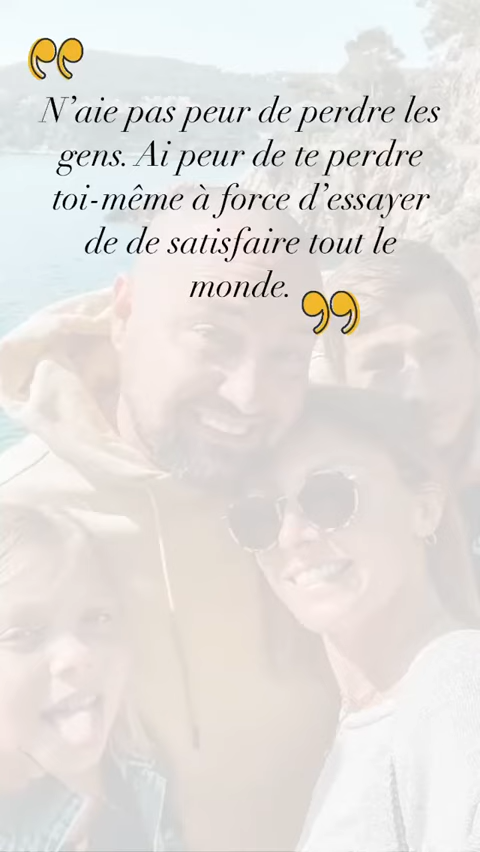 N’aie pas peur de perdre les
gens. Ai peur de te perdre
toi-même à force d’essayer
de de satisfaire tout le
monde.